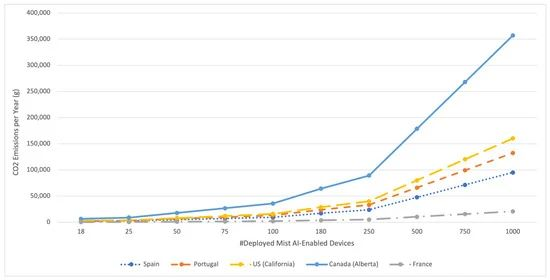 400,000
350,000
300,000
250,000
200,000
150,000
100,000
50,000
0
CO2 Emissions per Year (g)
18 25 50 75 100 180 250 500 750 1000
#Deployed Mist AI-Enabled Devices
Spain Portugal US (California) Canada (Alberta) France